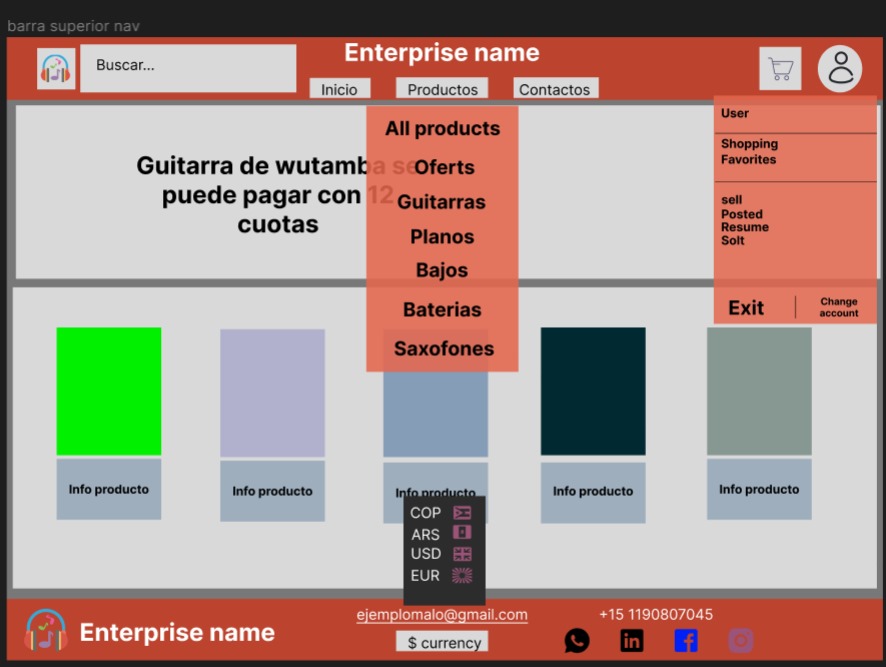 barra superior nav
Buscar...
Enterprise name
Inicio
Productos
Contactos
User
Shopping
Favorites
sell
Posted
Resume
Solt
Exit
Change
account
All products
Oferts
Guitarras
Planos
Bajos
Baterias
Saxofones
Guitarra de wutamba se
puede pagar con 12
cuotas
Info producto
Info producto
Info producto
Info producto
Info producto
COP
ARS
USD
EUR
Enterprise name
ejemplomalo@gmail.com
$ currency
+15 1190807045